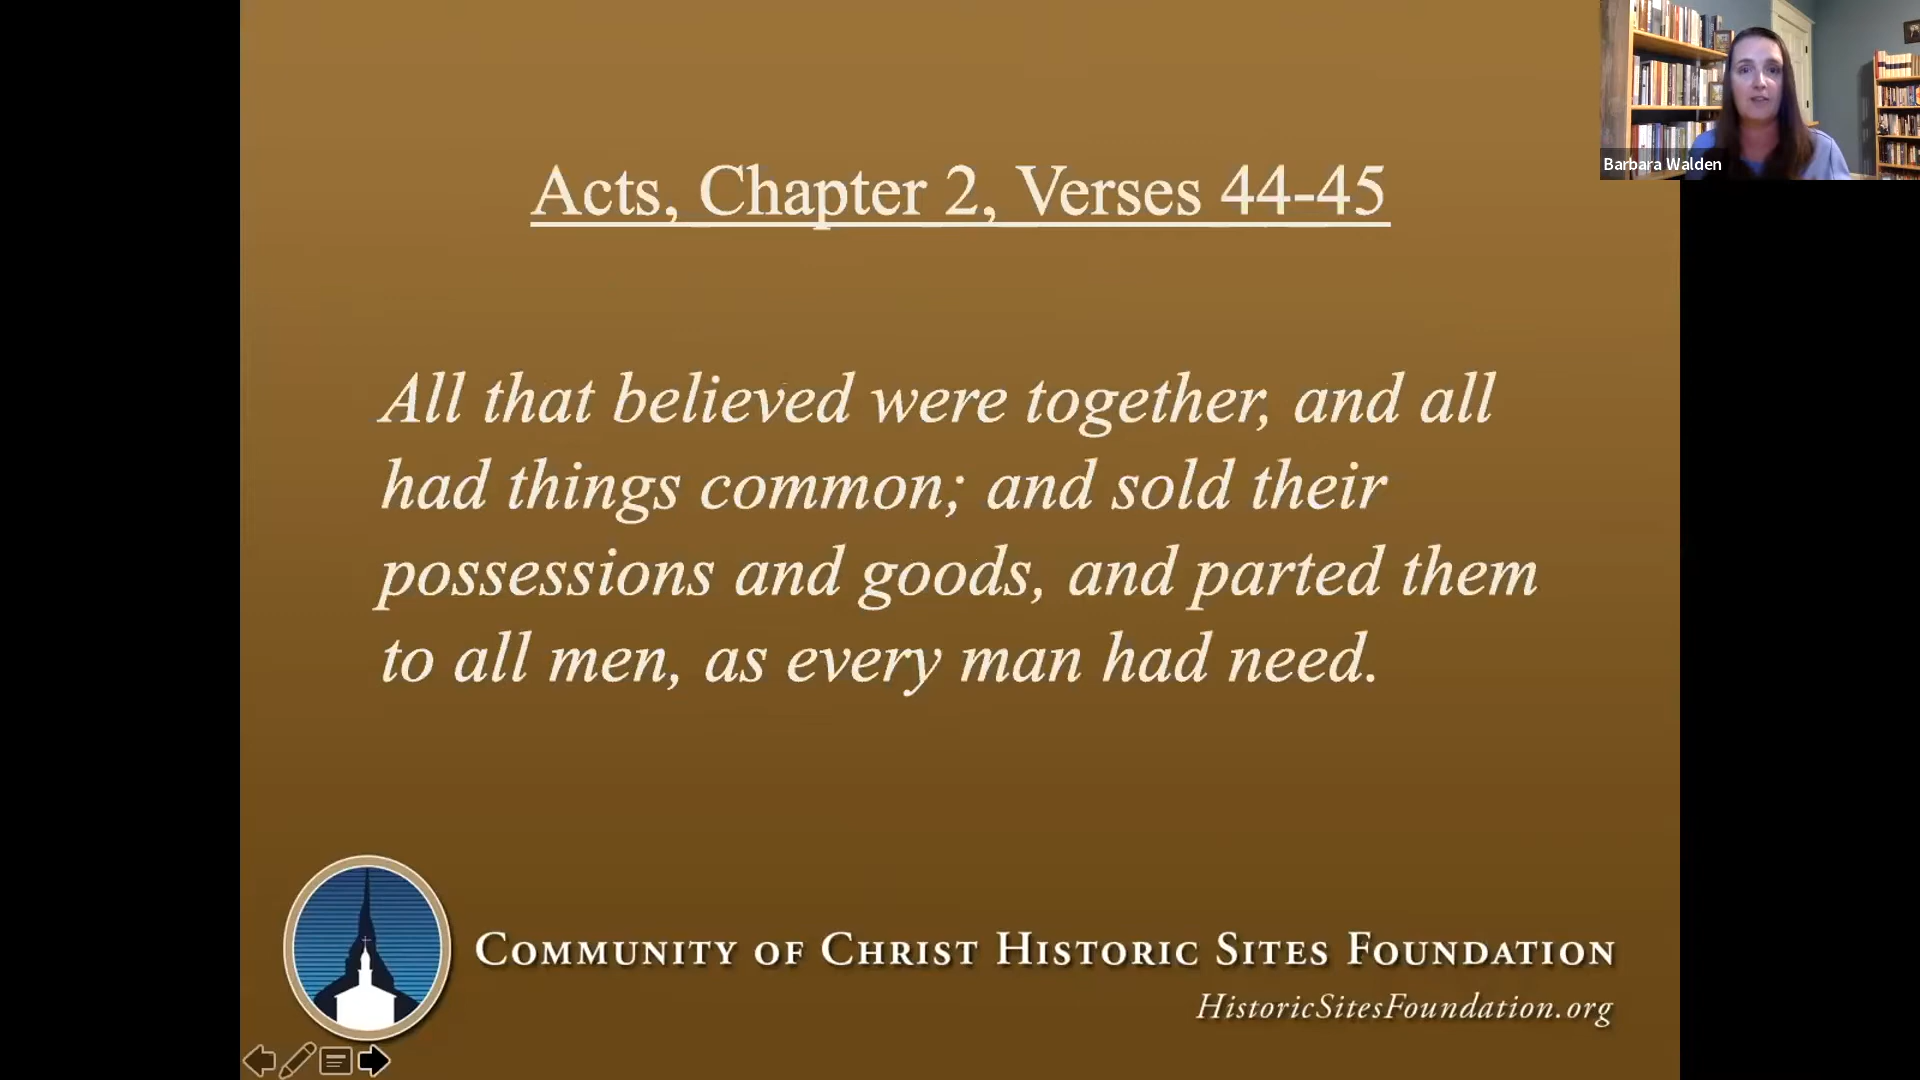 Acts, Chapter 2, Verses 44-45
All that believed were together, and all
had things common; and sold their
possessions and goods, and parted them
to all men, as every man had need.
COMMUNITY OF CHRIST HISTORIC SITES FOUNDATION
HistoricSitesFoundation.org
Barbara Walden